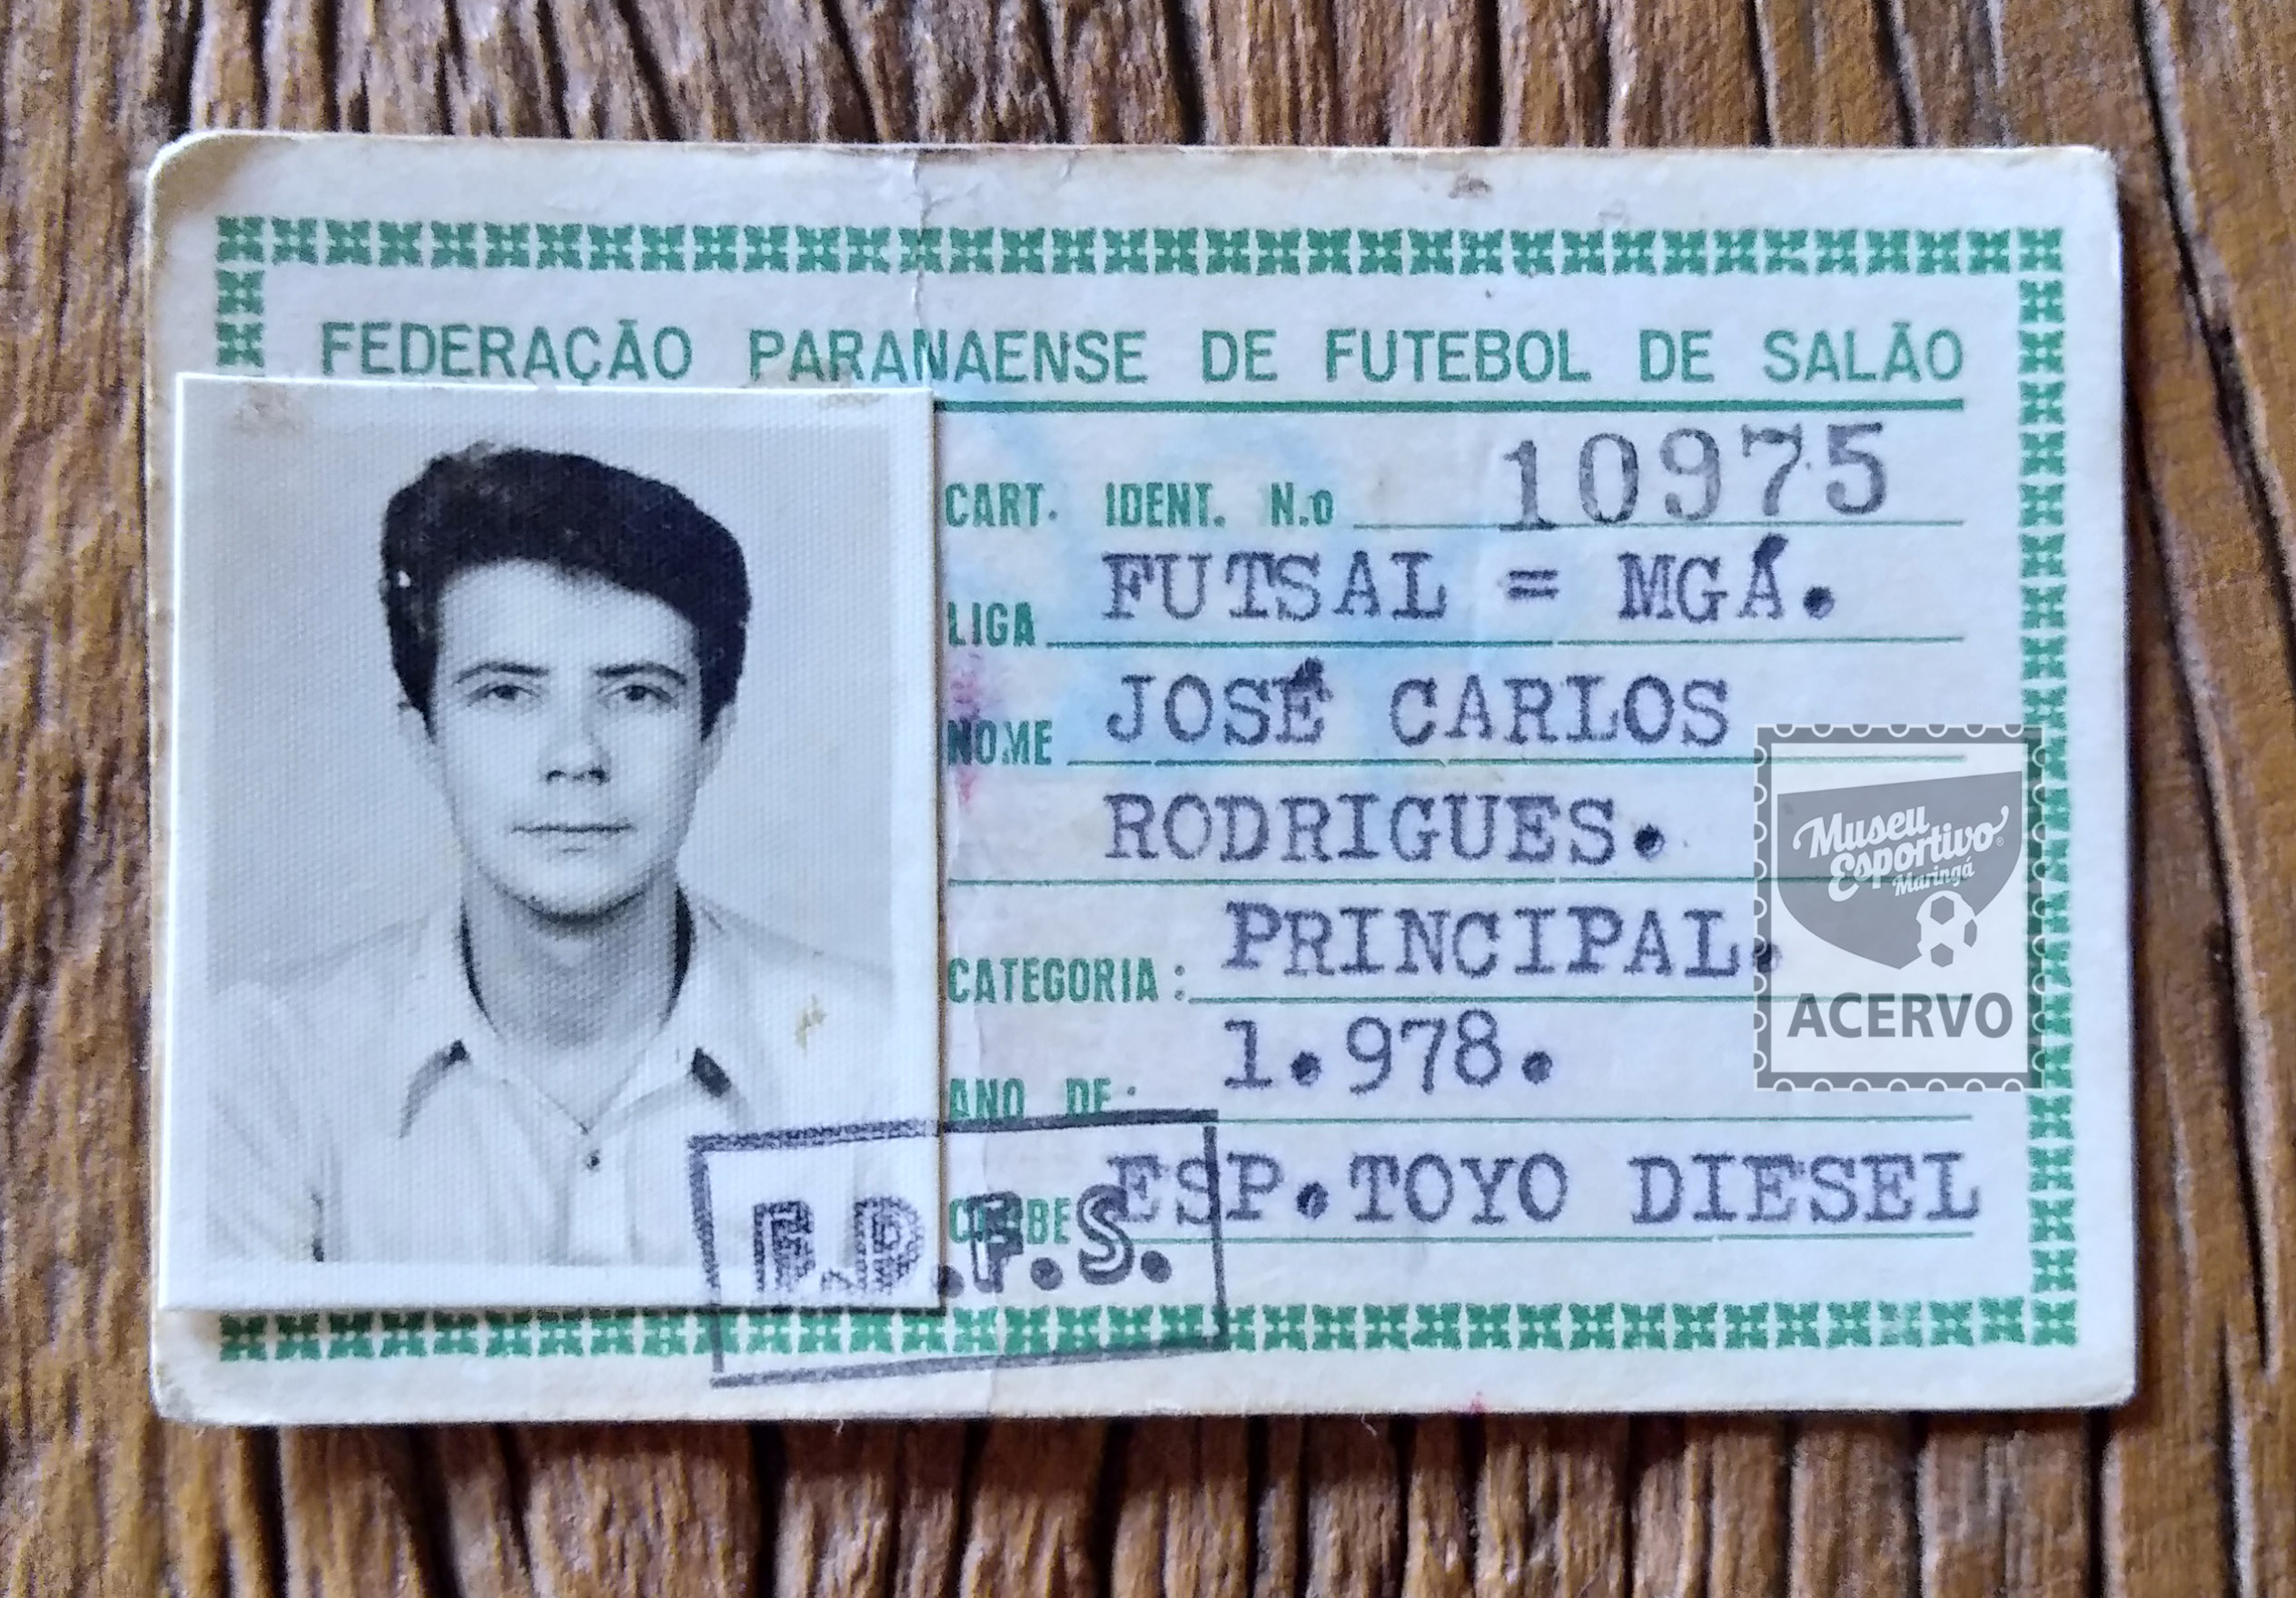 FEDERAÇÃO PARANAENSE DE FUTEBOL DE SALÃO
CART. IDENT. N.o 10975
LIGA FUTSAL = MGÁ.
NOME JOSÉ CARLOS
RODRIGUES.
CATEGORIA: PRINCIPAL.
ANO DE: 1.978.
CLUBE ESP.TOYO DIESEL
F.P.F.S.
Museu
Esportivo
Maringá
ACERVO